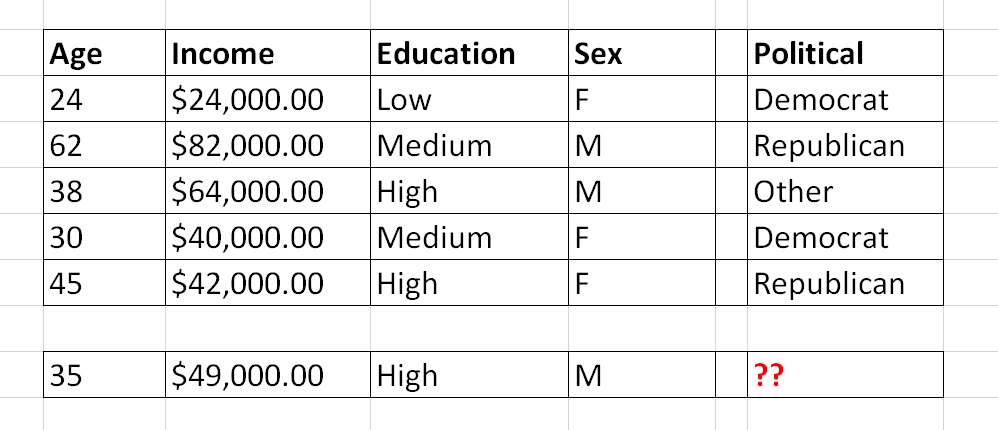 Age Income Education Sex Political
24 $24,000.00 Low F Democrat
62 $82,000.00 Medium M Republican
38 $64,000.00 High M Other
30 $40,000.00 Medium F Democrat
45 $42,000.00 High F Republican
35 $49,000.00 High M ??